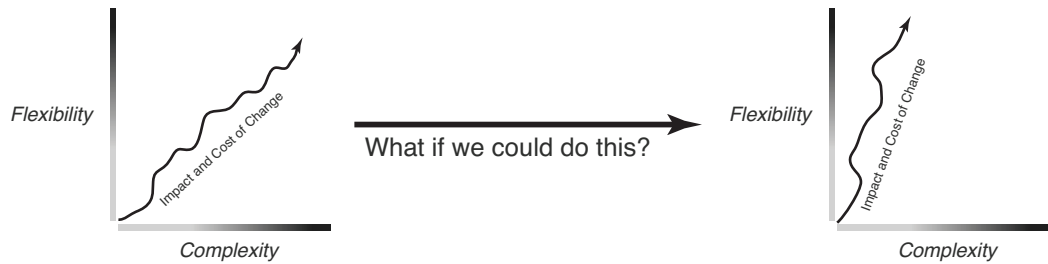 Flexibility
Impact and Cost of Change
Complexity
What if we could do this?
Flexibility
Impact and Cost of Change
Complexity